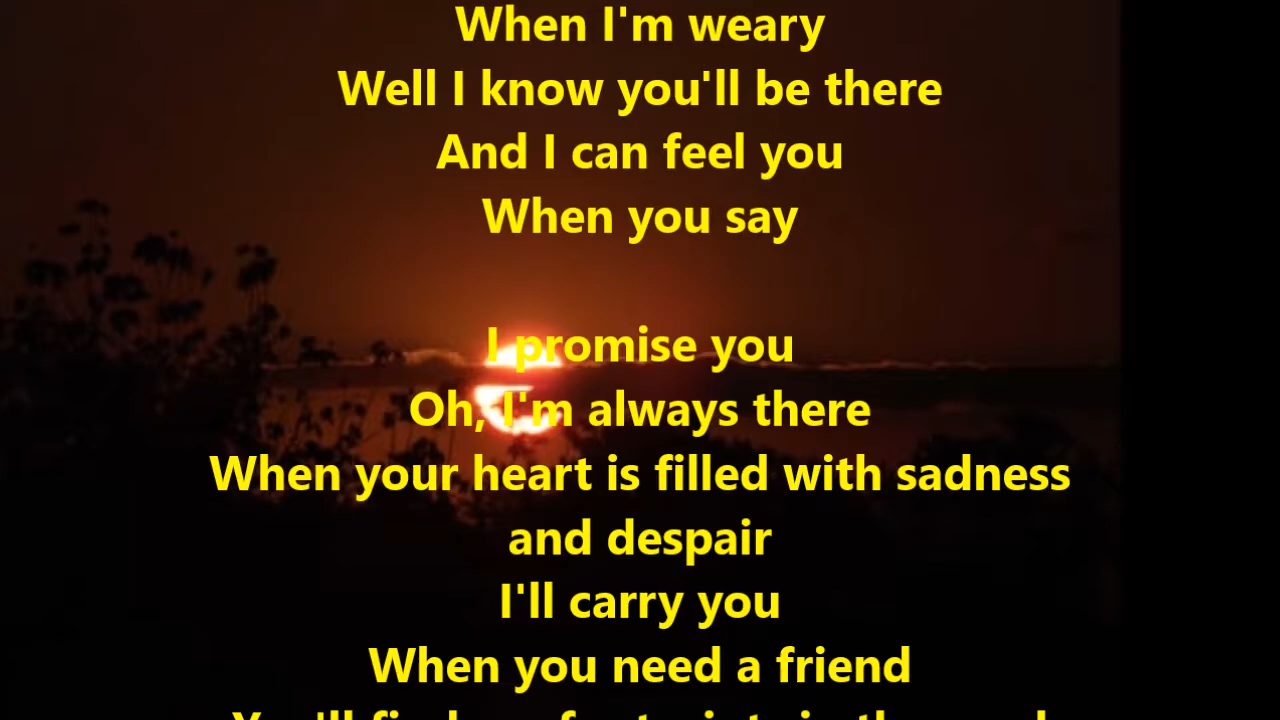 When I'm weary
Well I know you'll be there
And I can feel you
When you say
I promise you
Oh, I'm always there
When your heart is filled with sadness
and despair
I'll carry you
When you need a friend